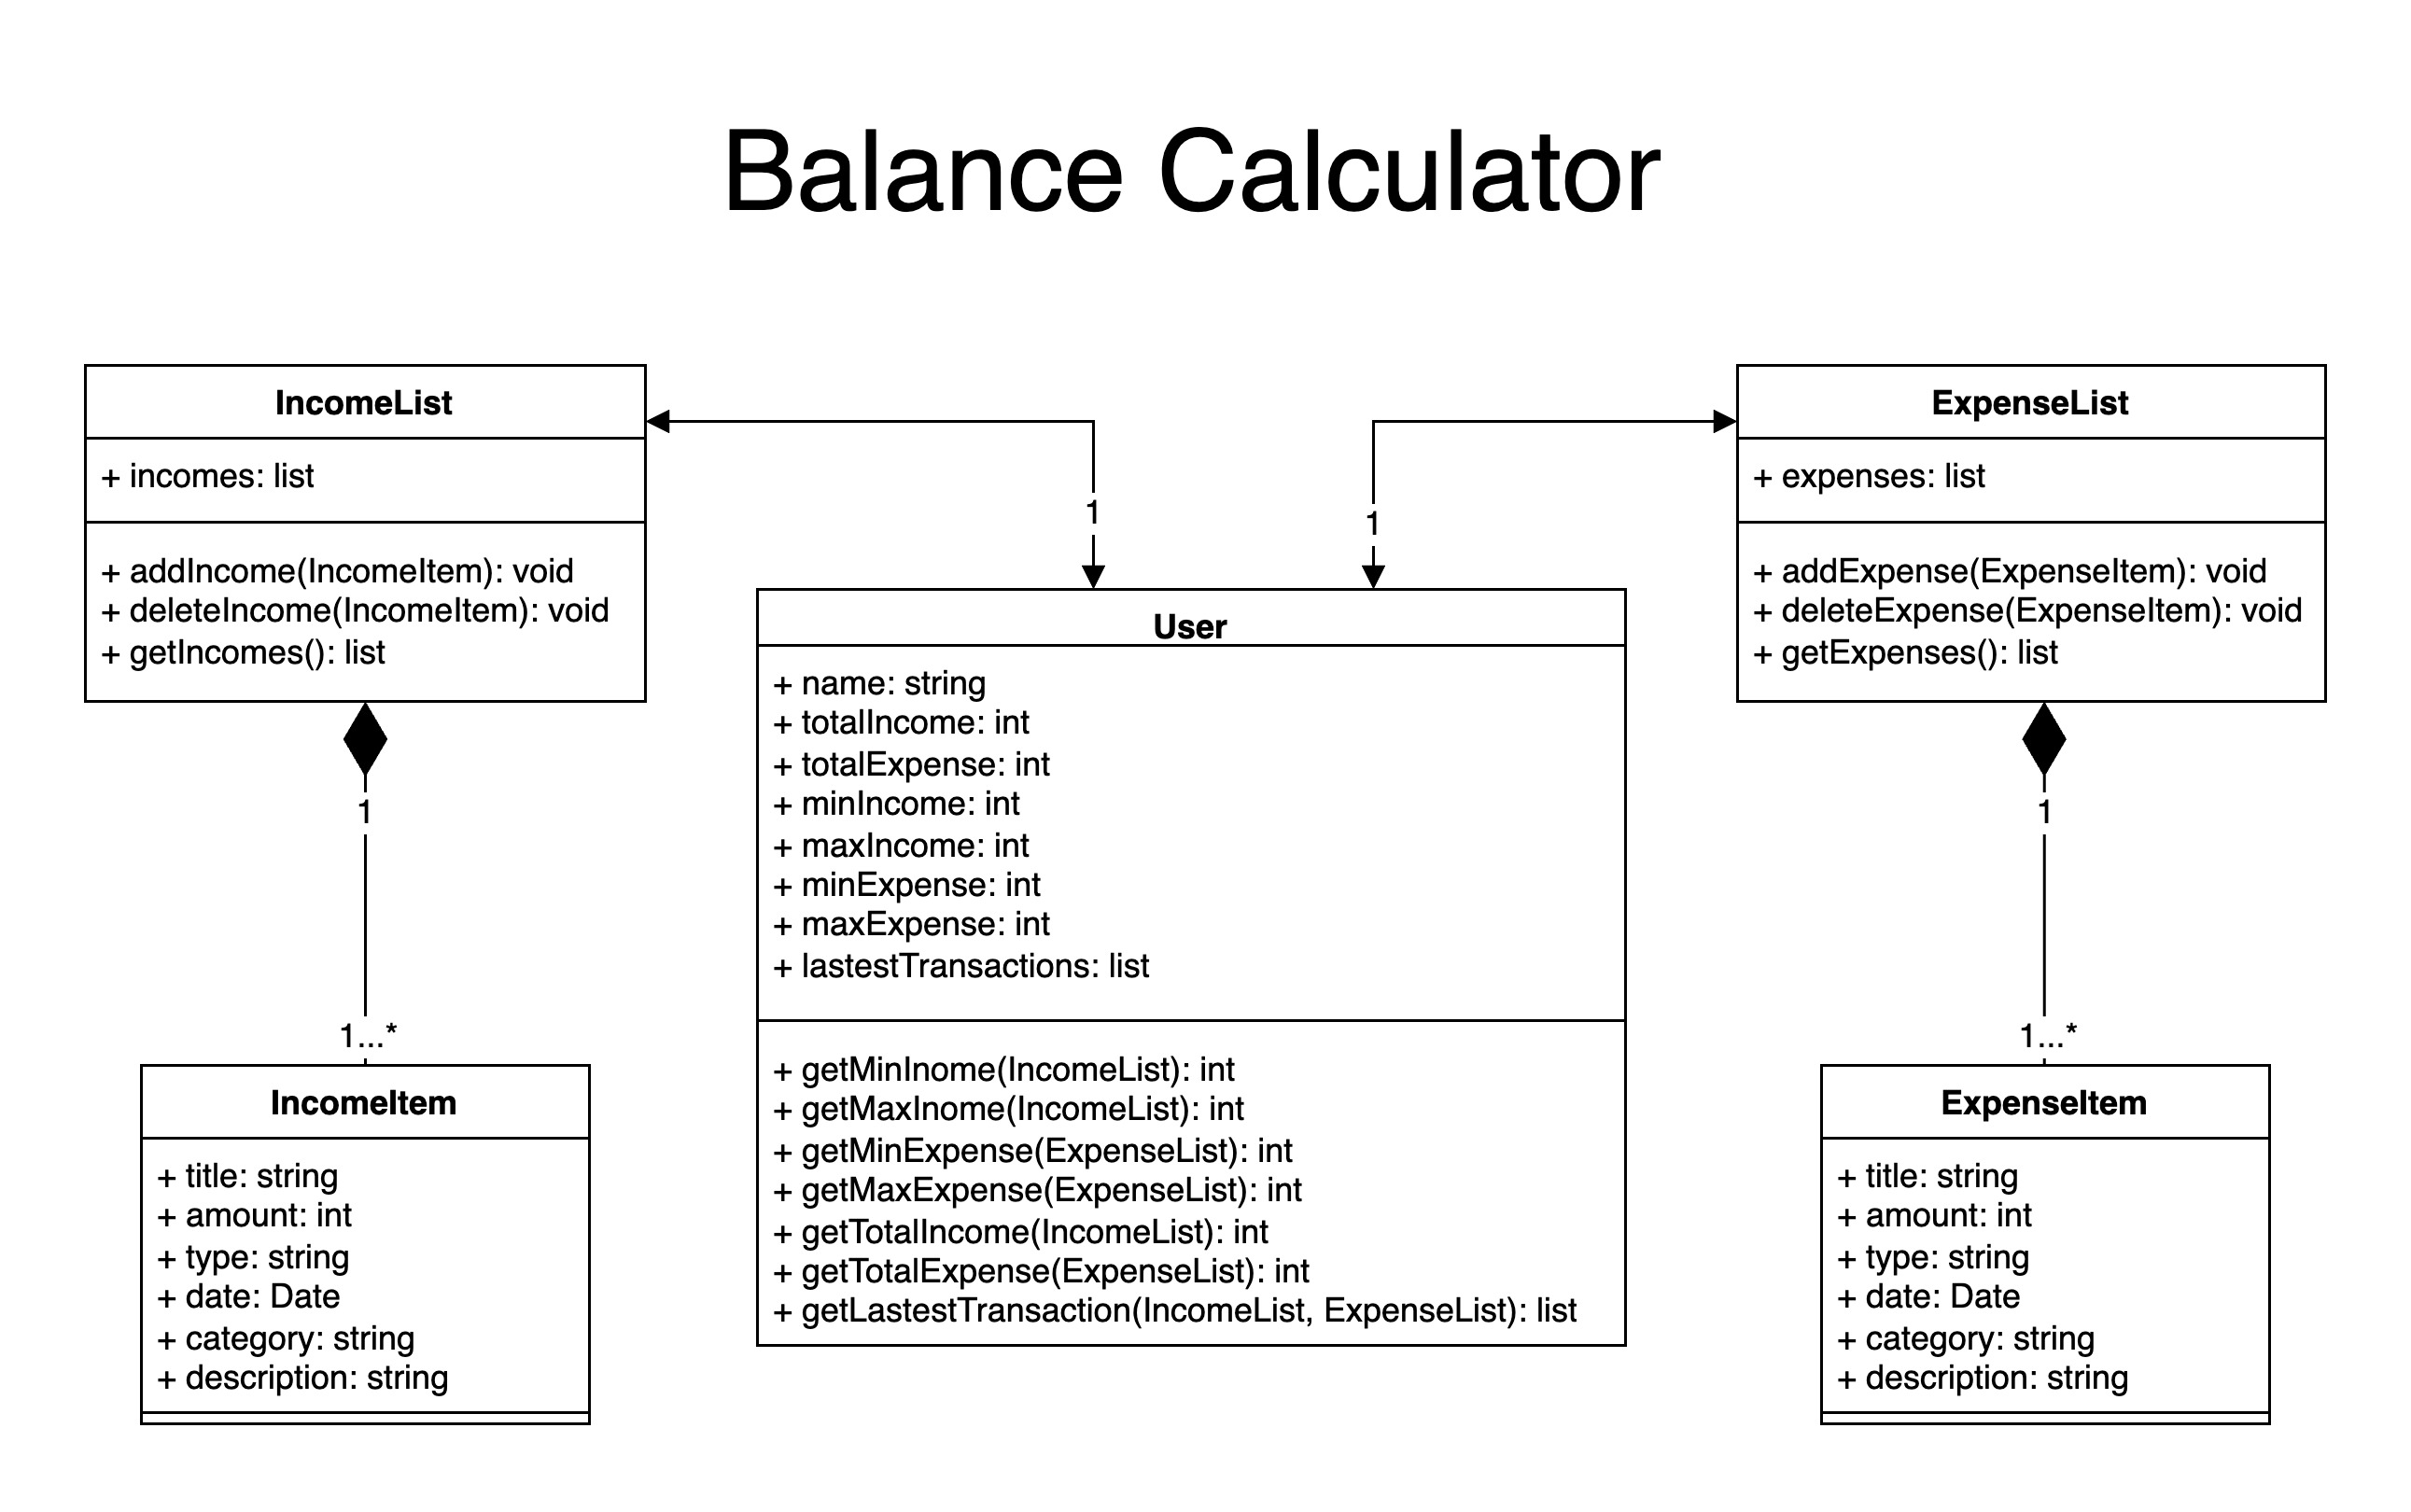 Balance Calculator
IncomeList
+ incomes: list
+ addIncome(IncomeItem): void
+ deleteIncome(IncomeItem): void
+ getIncomes(): list
1
1...*
IncomeItem
+ title: string
+ amount: int
+ type: string
+ date: Date
+ category: string
+ description: string
1
1
User
+ name: string
+ totalIncome: int
+ totalExpense: int
+ minIncome: int
+ maxIncome: int
+ minExpense: int
+ maxExpense: int
+ lastestTransactions: list
+ getMinInome(IncomeList): int
+ getMaxInome(IncomeList): int
+ getMinExpense(ExpenseList): int
+ getMaxExpense(ExpenseList): int
+ getTotalIncome(IncomeList): int
+ getTotalExpense(ExpenseList): int
+ getLastestTransaction(IncomeList, ExpenseList): list
ExpenseList
+ expenses: list
+ addExpense(ExpenseItem): void
+ deleteExpense(ExpenseItem): void
+ getExpenses(): list
1
1...*
ExpenseItem
+ title: string
+ amount: int
+ type: string
+ date: Date
+ category: string
+ description: string